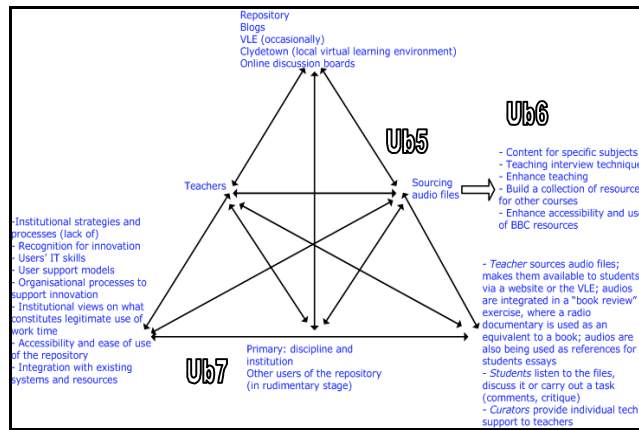 Repository
Blogs
VLE (occasionally)
Clydetown (local virtual learning environment)
Online discussion boards
Ub5
Ub6
Teachers
Sourcing
audio files
- Content for specific subjects
- Teaching interview technique
- Enhance teaching
- Build a collection of resource
for other courses
- Enhance accessibility and use
of BBC resources
-Institutional strategies and
processes (lack of)
- Recognition for innovation
- Users' IT skills
- User support models
- Organisational processes to
support innovation
- Institutional views on what
constitutes legitimate use of
work time
- Accessibility and ease of use
of the repository
- Integration with existing
systems and resources
Ub7
Primary: discipline and
institution
Other users of the repository
(in rudimentary stage)
- Teacher sources audio files;
makes them available to students
via a website or the VLE; audios
are integrated in a "book review"
exercise, where a radio
documentary is used as an
equivalent to a book; audios are
also being used as references for
students essays
- Students listen to the files,
discuss it or carry out a task
(comments, critique)
- Curators provide individual tech
support to teachers